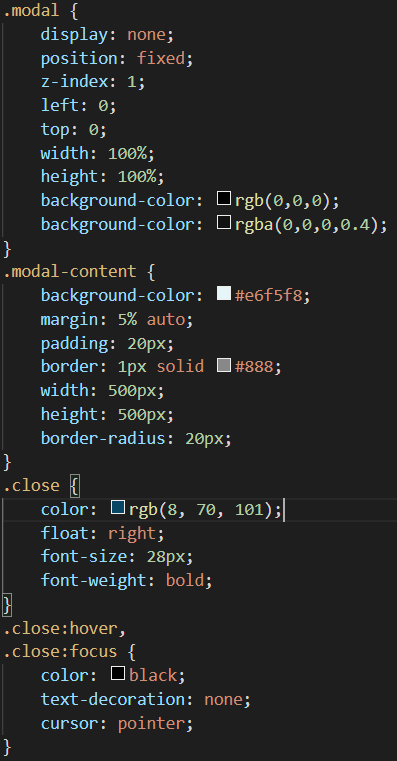 .modal {
    display: none;
    position: fixed;
    z-index: 1;
    left: 0;
    top: 0;
    width: 100%;
    height: 100%;
    background-color: rgb(0,0,0);
    background-color: rgba(0,0,0,0.4);
}
.modal-content {
    background-color: #e6f5f8;
    margin: 5% auto;
    padding: 20px;
    border: 1px solid #888;
    width: 500px;
    height: 500px;
    border-radius: 20px;
}
.close {
    color: rgb(8, 70, 101);
    float: right;
    font-size: 28px;
    font-weight: bold;
}
.close:hover,
.close:focus {
    color: black;
    text-decoration: none;
    cursor: pointer;
}